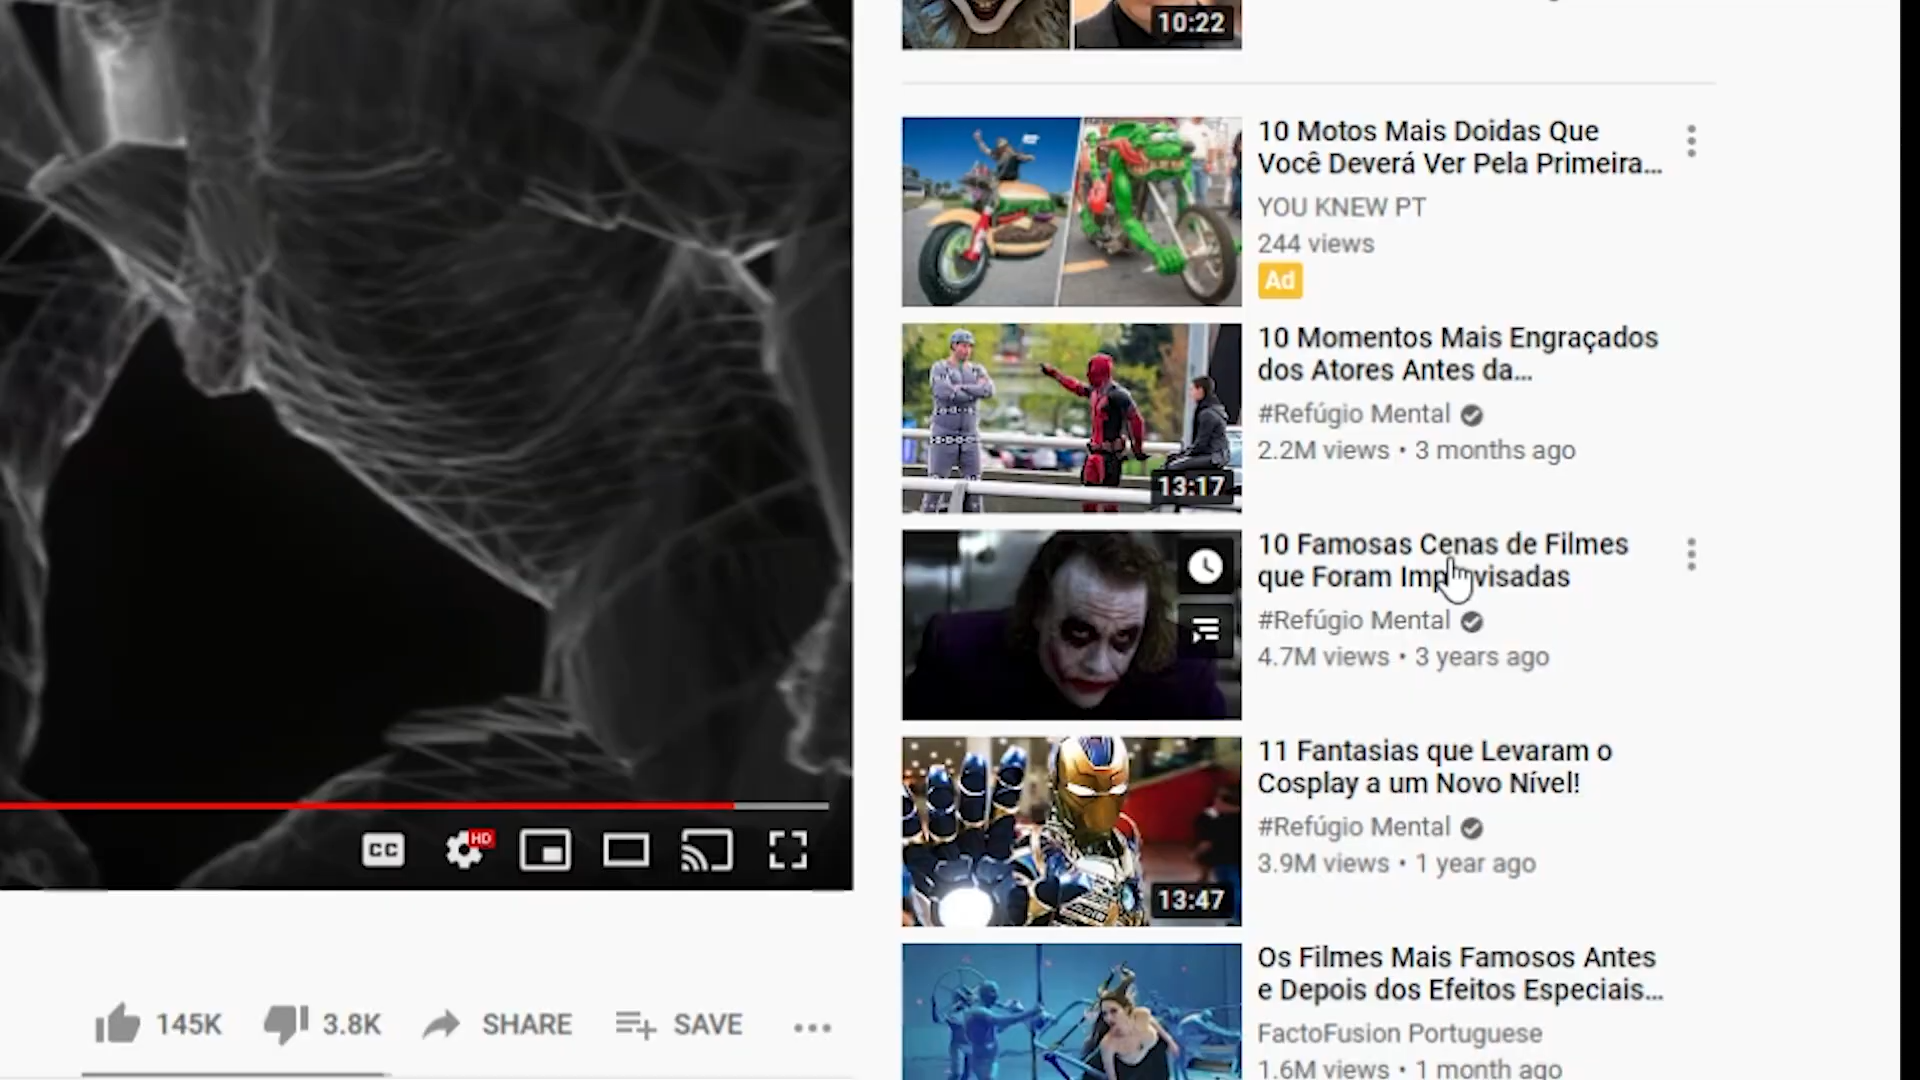 10:22
10 Motos Mais Doidas Que
Você Deverá Ver Pela Primeira...
YOU KNEW PT
244 views
Ad
10 Momentos Mais Engraçados
dos Atores Antes da...
#Refúgio Mental
2.2M views • 3 months ago
13:17
10 Famosas Cenas de Filmes
que Foram Improvisadas
#Refúgio Mental
4.7M views • 3 years ago
11 Fantasias que Levaram o
Cosplay a um Novo Nível!
#Refúgio Mental
3.9M views • 1 year ago
13:47
Os Filmes Mais Famosos Antes
e Depois dos Efeitos Especiais...
FactoFusion Portuguese
1.6M views • 1 month ago
CC
HD
145K
3.8K
SHARE
SAVE